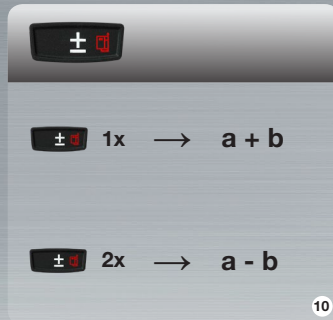 ±
± 1x → a + b
± 2x → a - b
10